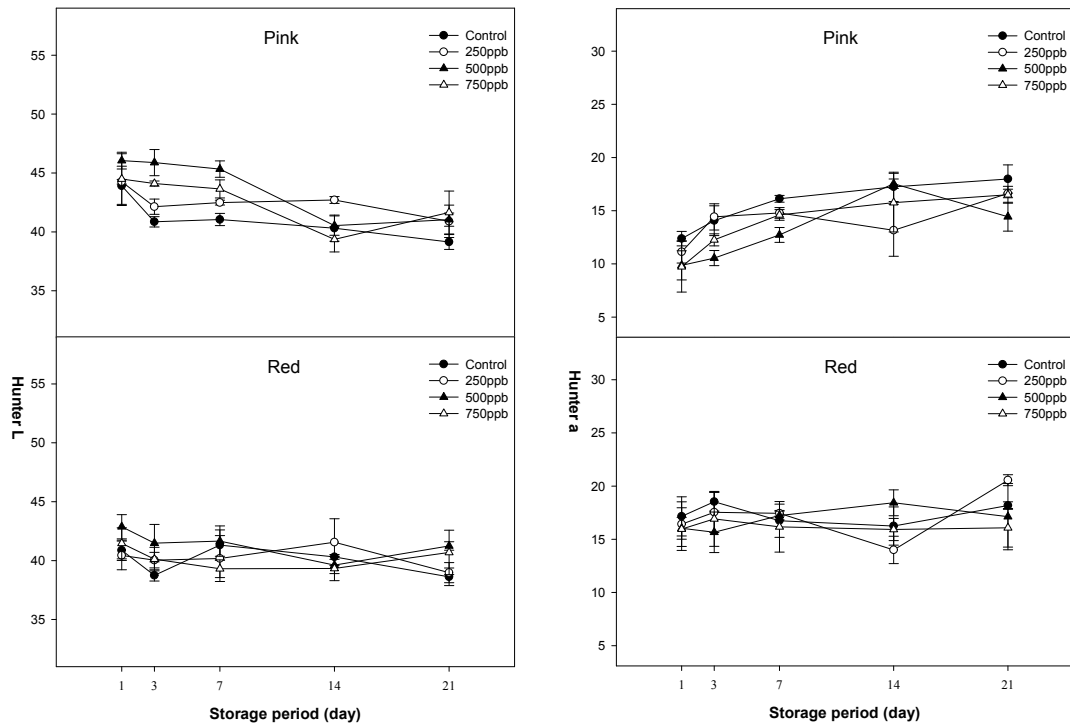 Pink
Control
250ppb
500ppb
750ppb
55
50
45
40
35
Red
Control
250ppb
500ppb
750ppb
55
50
45
40
35
Hunter L
1 3 7 14 21
Storage period (day)
Pink
Control
250ppb
500ppb
750ppb
30
25
20
15
10
5
Red
Control
250ppb
500ppb
750ppb
30
25
20
15
10
5
Hunter a
1 3 7 14 21
Storage period (day)